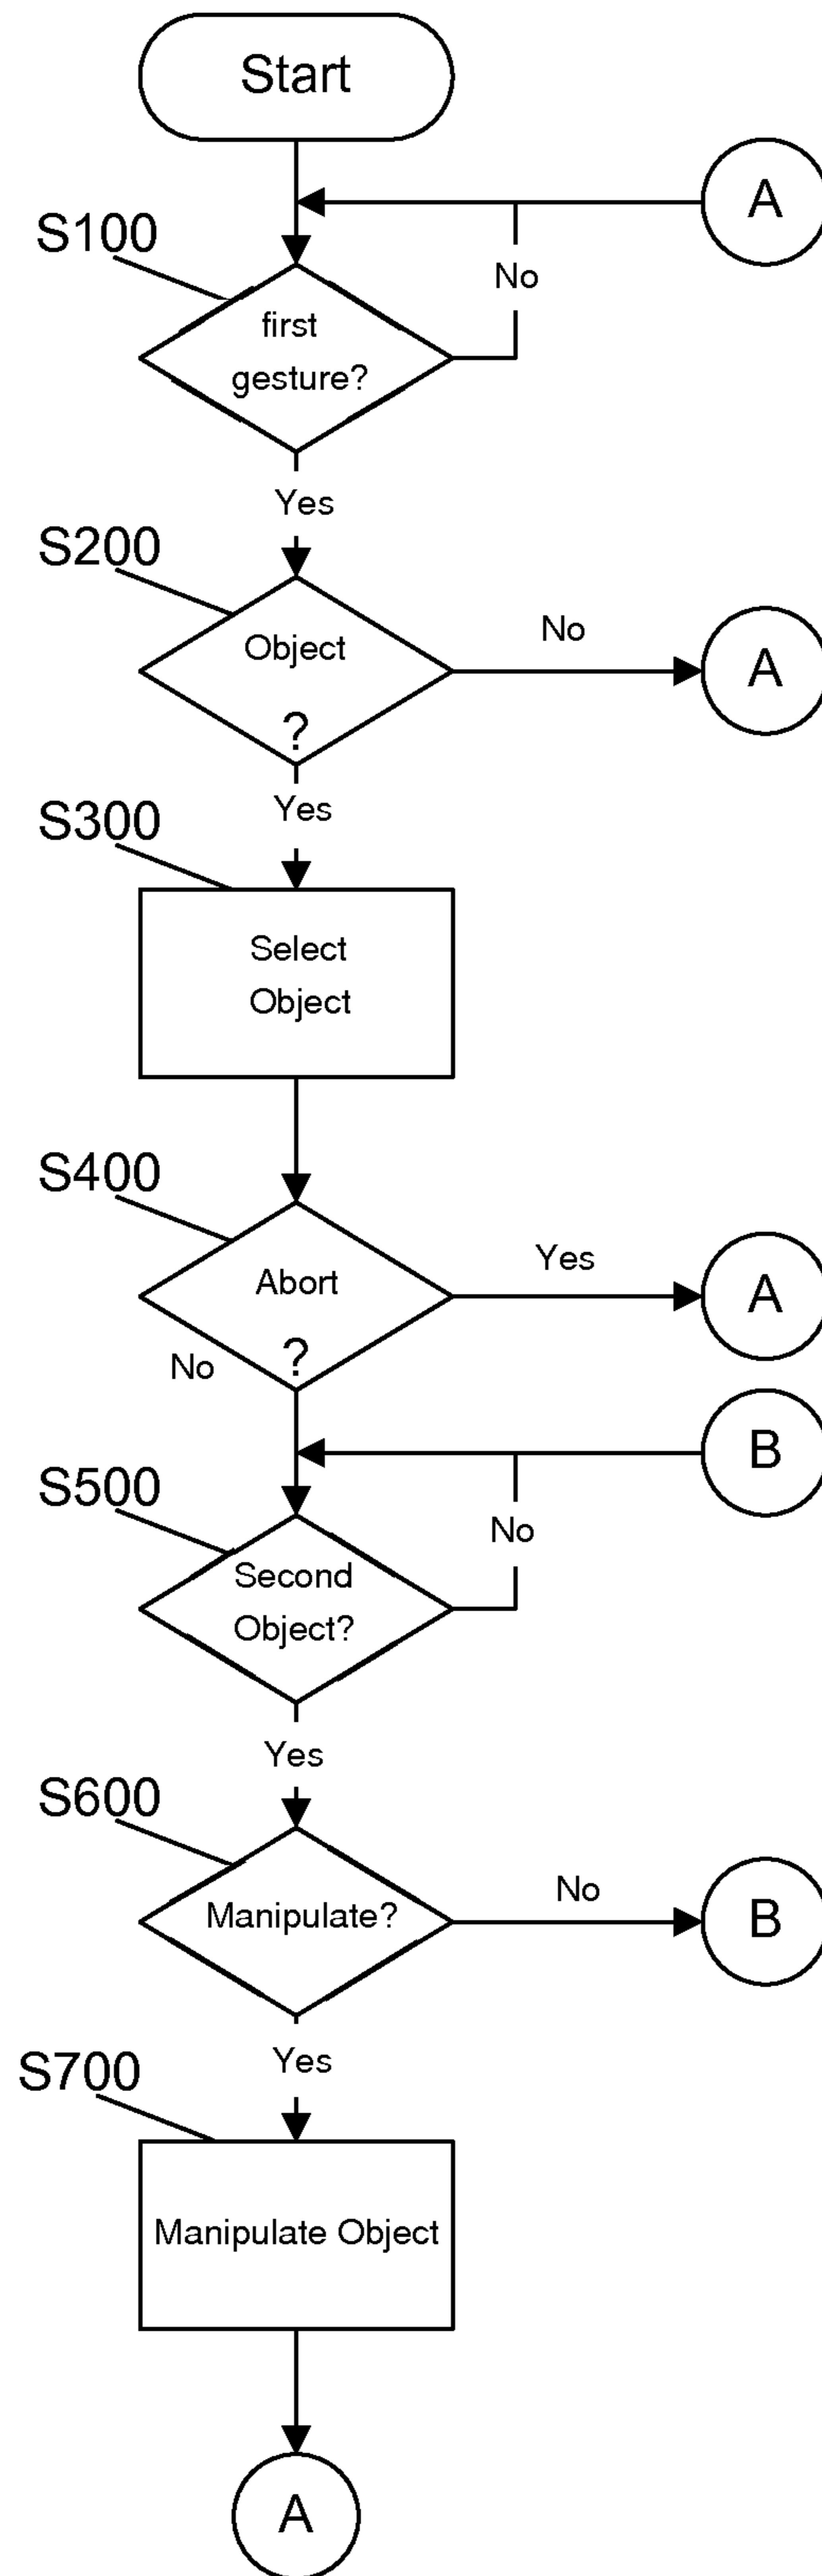 Start
A
S100
No
first
gesture?
Yes
S200
No
Object
A
?
Yes
S300
Select
Object
S400
Yes
Abort
A
?
No
B
S500
No
Second
Object?
Yes
S600
No
Manipulate?
B
Yes
S700
Manipulate Object
A